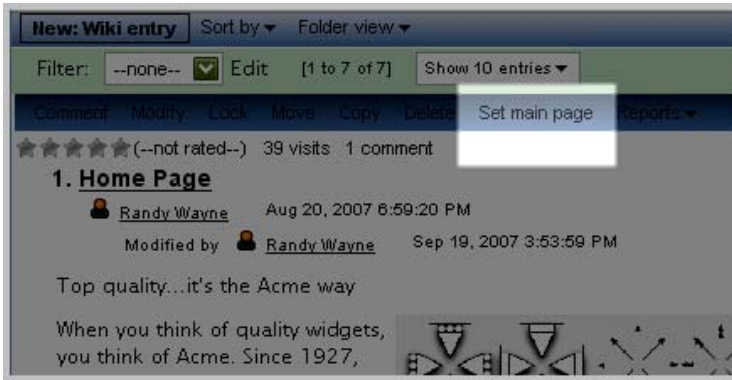 New: Wiki entry Sort by Folder view
Filter: --none-- Edit [1 to 7 of 7] Show 10 entries
Comment Modify Lock Move Copy Delete Set main page Reports
(--not rated--) 39 visits 1 comment
1. Home Page
Randy Wayne Aug 20, 2007 6:59:20 PM
Modified by Randy Wayne Sep 19, 2007 3:53:59 PM
Top quality...it's the Acme way
When you think of quality widgets,
you think of Acme. Since 1927,